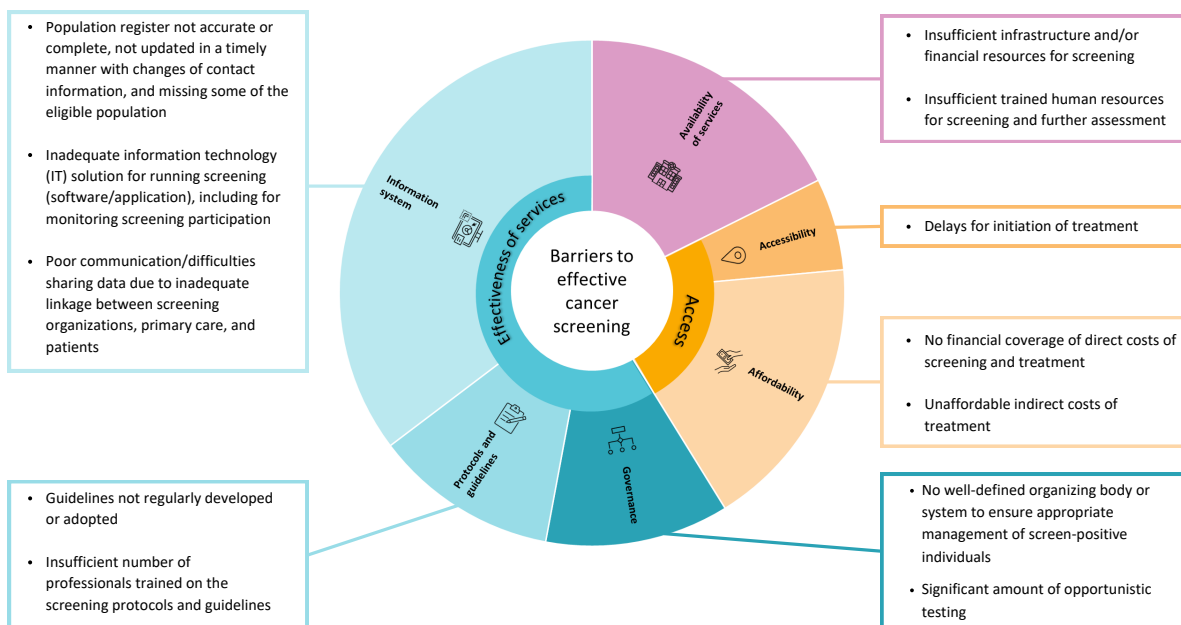 • Population register not accurate or
complete, not updated in a timely
manner with changes of contact
information, and missing some of the
eligible population
• Inadequate information technology
(IT) solution for running screening
(software/application), including for
monitoring screening participation
• Poor communication/difficulties
sharing data due to inadequate
linkage between screening
organizations, primary care, and
patients
• Guidelines not regularly developed
or adopted
• Insufficient number of
professionals trained on the
screening protocols and guidelines
Information
system
Protocols and
guidelines
Governance
Effectiveness of services
Barriers to
effective
cancer
screening
Access
Availability
of services
Accessibility
Affordability
• Insufficient infrastructure and/or
financial resources for screening
• Insufficient trained human resources
for screening and further assessment
• Delays for initiation of treatment
• No financial coverage of direct costs of
screening and treatment
• Unaffordable indirect costs of
treatment
• No well-defined organizing body or
system to ensure appropriate
management of screen-positive
individuals
• Significant amount of opportunistic
testing